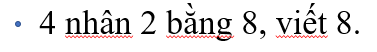 • 4 nhân 2 bằng 8, viết 8.